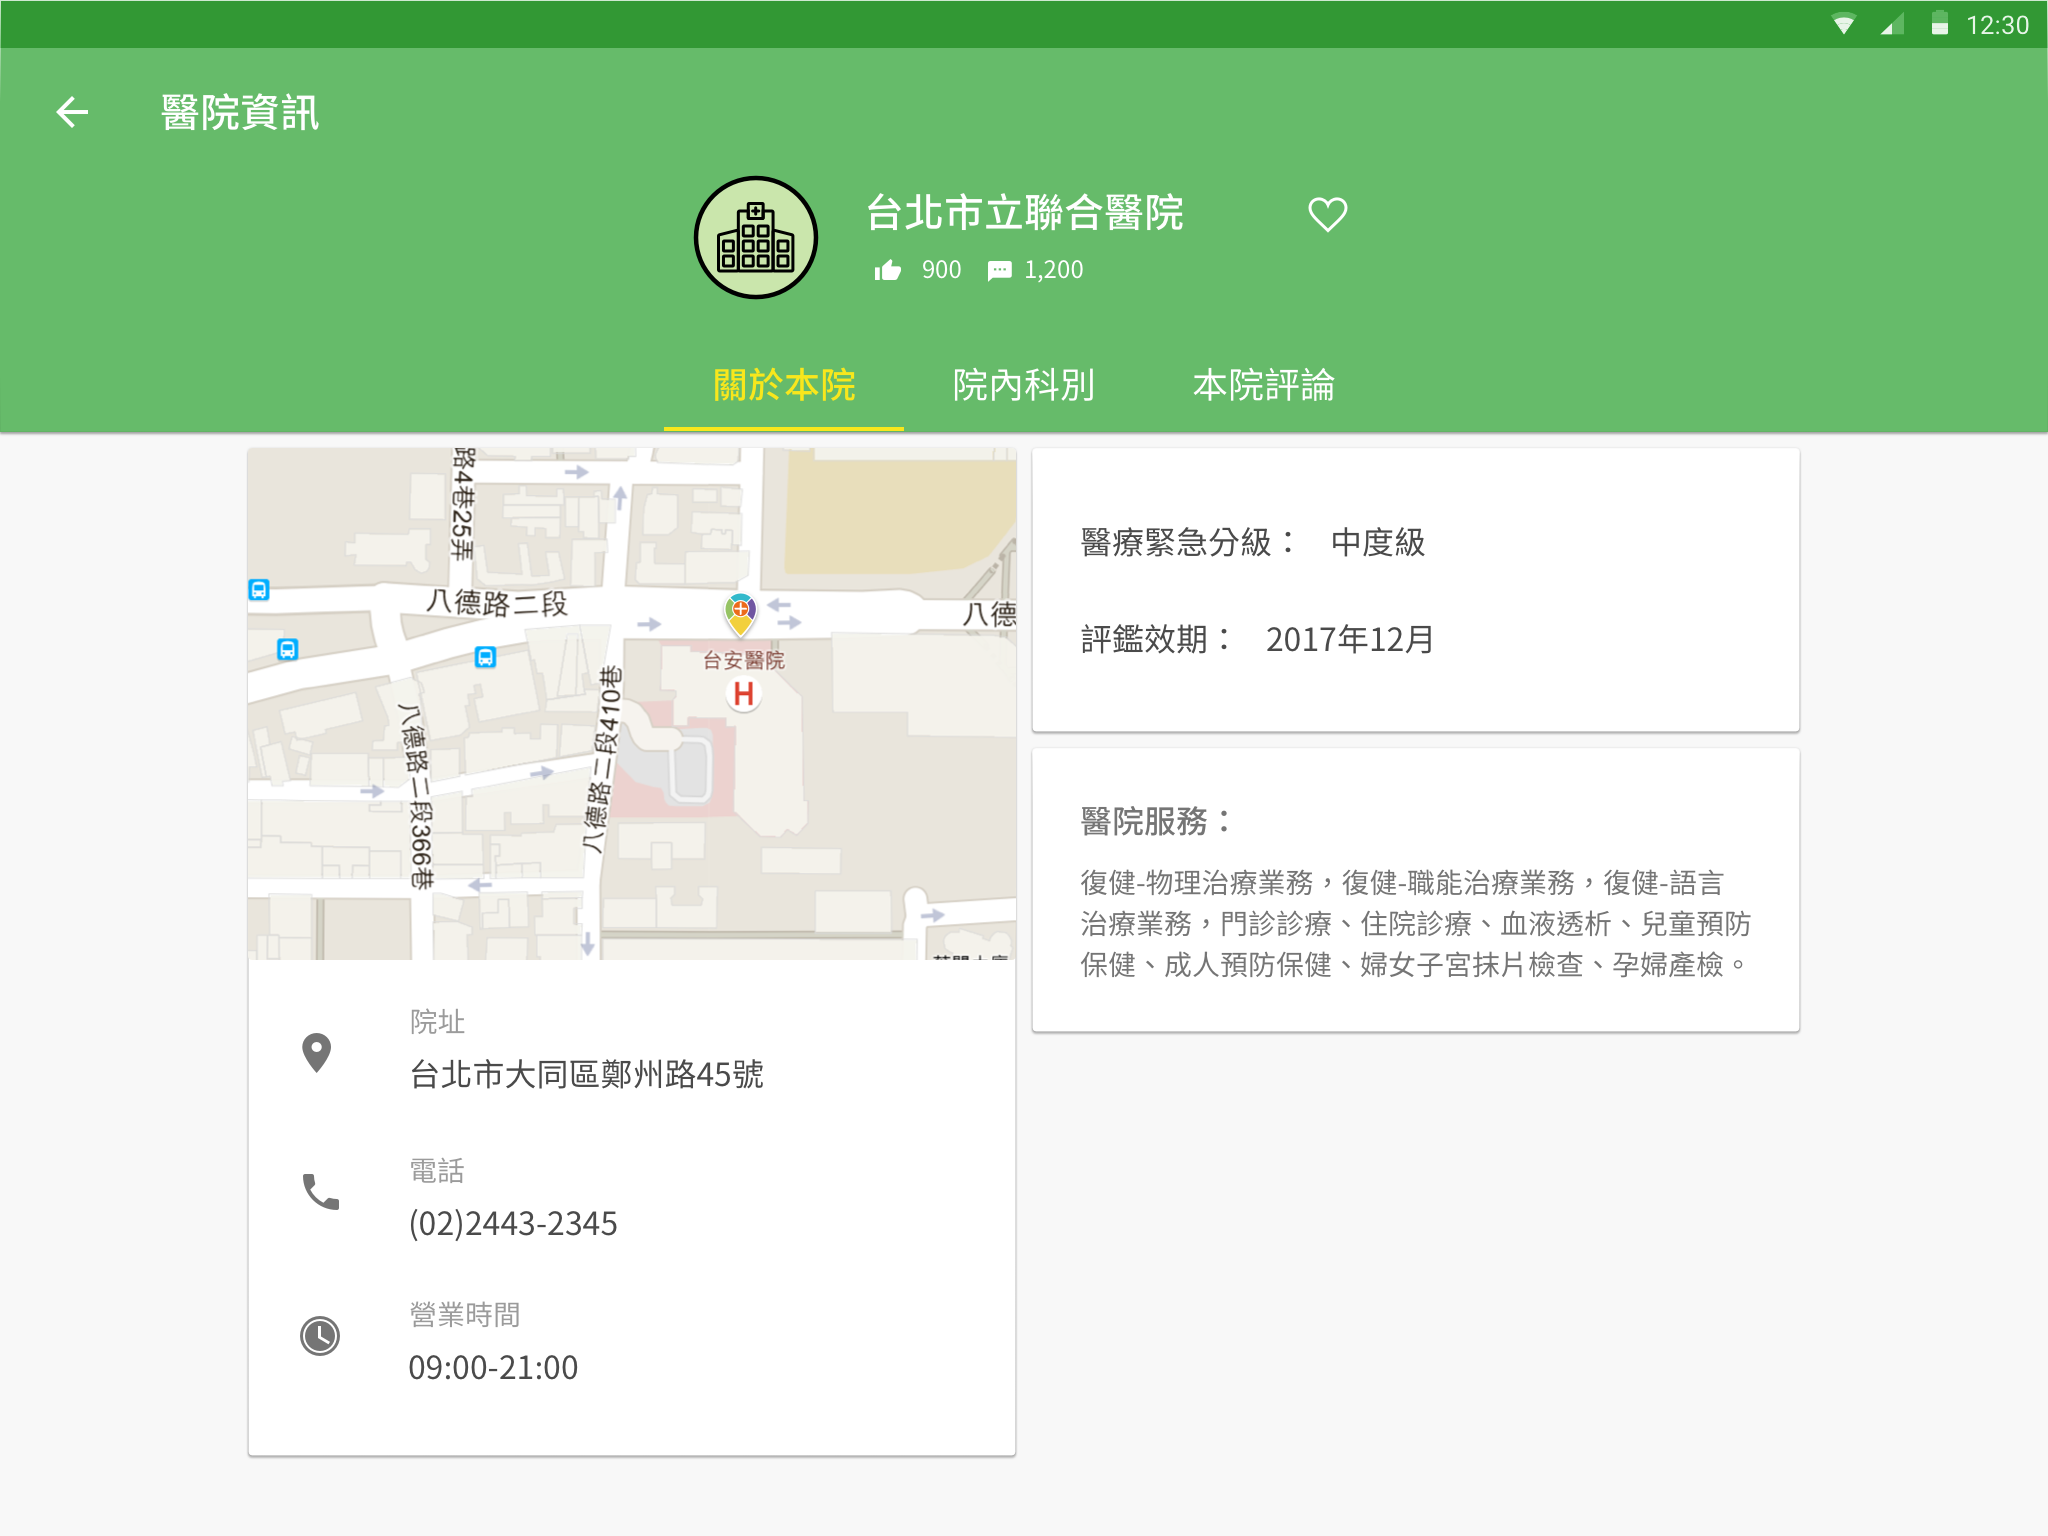 12:30
醫院資訊
台北市立聯合醫院
900 1,200
關於本院 院內科別 本院評論
路4巷25弄
八德路二段
八德
台安醫院
H
八德路二段410巷
八德路二段366巷
院址
台北市大同區鄭州路45號
電話
(02)2443-2345
營業時間
09:00-21:00
醫療緊急分級： 中度級
評鑑效期： 2017年12月
醫院服務：
復健-物理治療業務，復健-職能治療業務，復健-語言
治療業務，門診診療、住院診療、血液透析、兒童預防
保健、成人預防保健、婦女子宮抹片檢查、孕婦產檢。